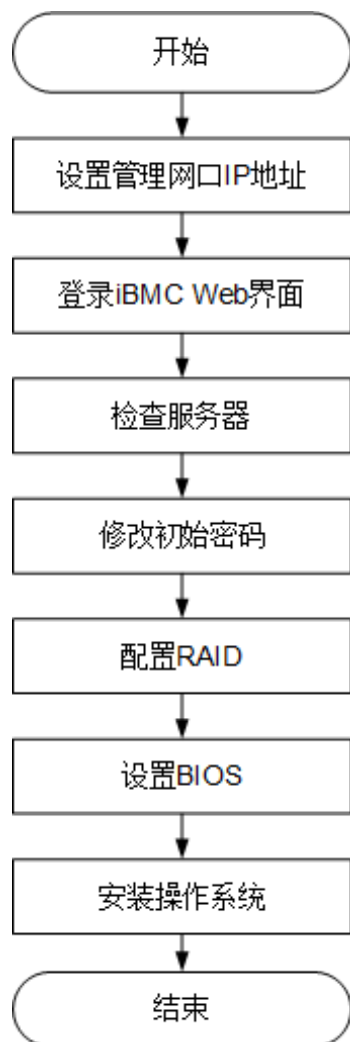 开始
设置管理网口IP地址
登录iBMC Web界面
检查服务器
修改初始密码
配置RAID
设置BIOS
安装操作系统
结束